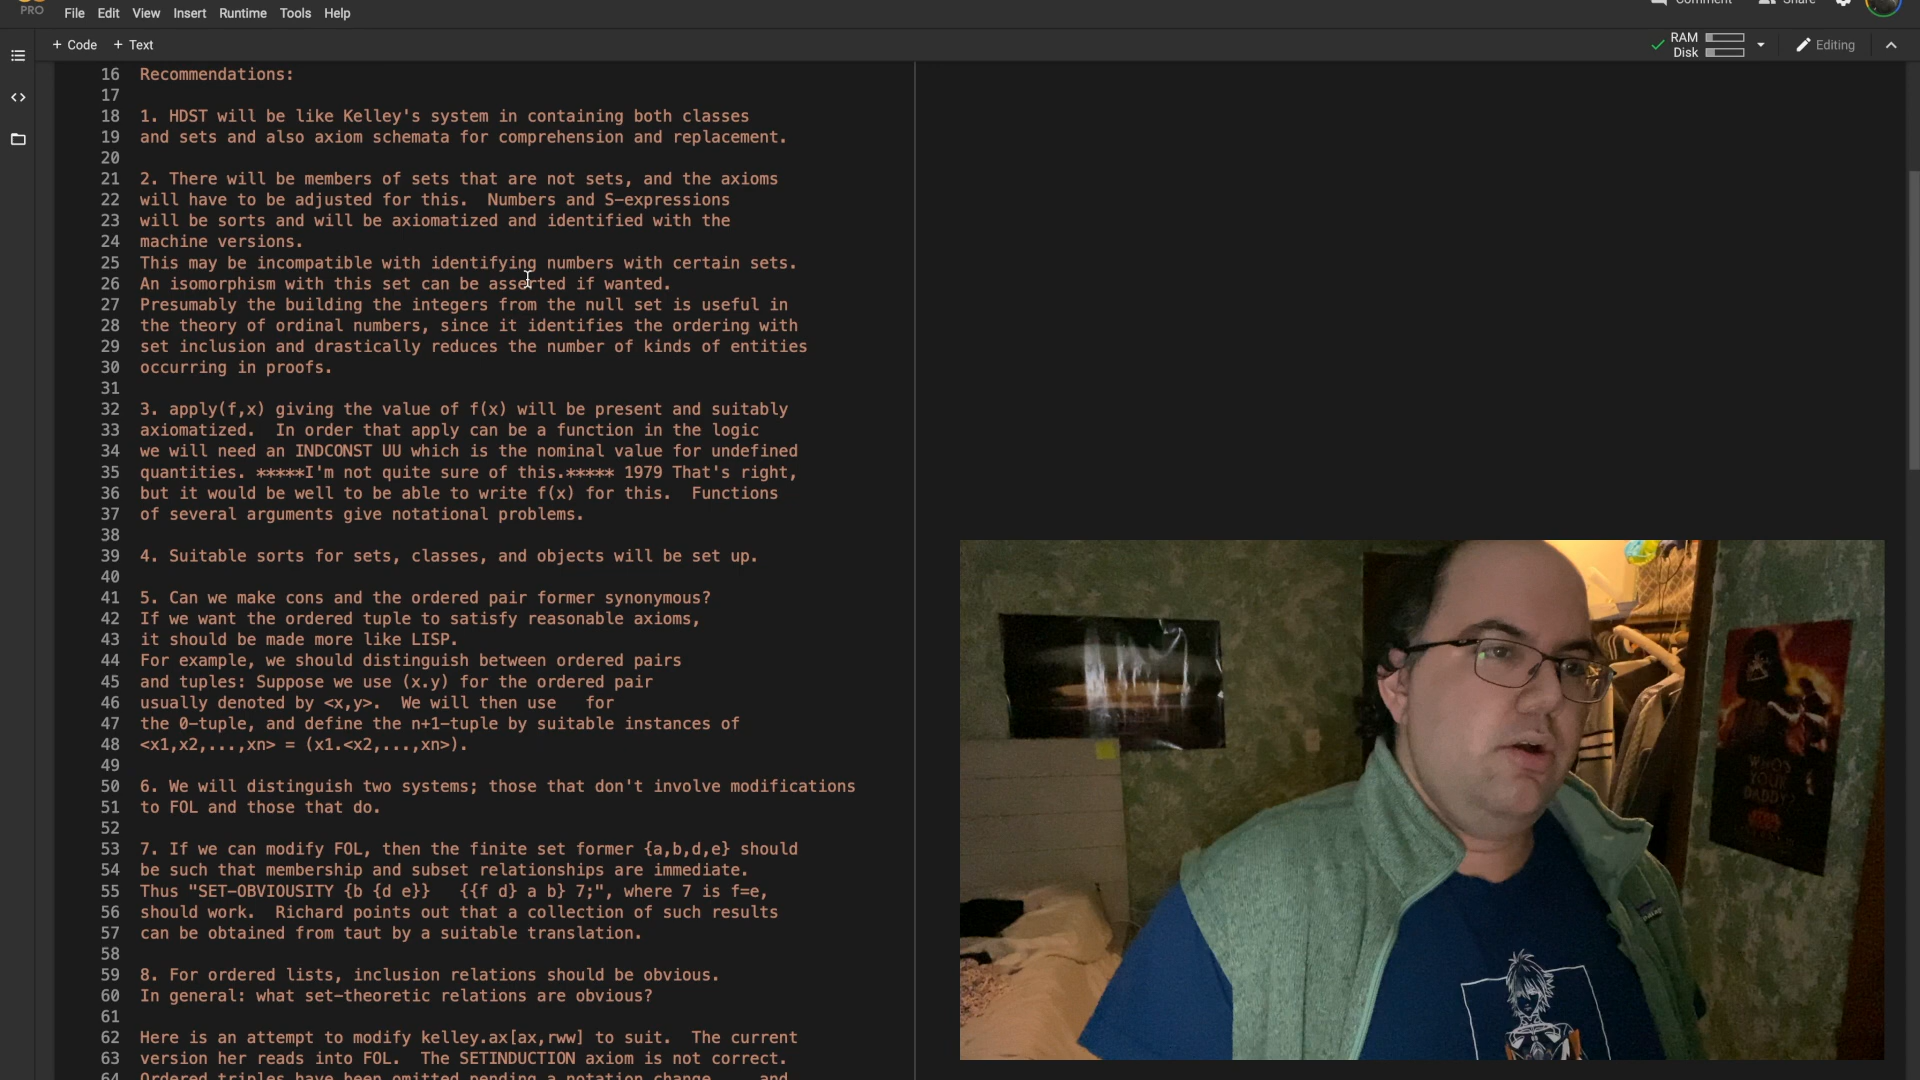 PRO
File Edit View Insert Runtime Tools Help
Comment Share
+ Code + Text
RAM
Disk
Editing
16 Recommendations:
17
18 1. HDST will be like Kelley's system in containing both classes
19 and sets and also axiom schemata for comprehension and replacement.
20
21 2. There will be members of sets that are not sets, and the axioms
22 will have to be adjusted for this.  Numbers and S-expressions
23 will be sorts and will be axiomatized and identified with the
24 machine versions.
25 This may be incompatible with identifying numbers with certain sets.
26 An isomorphism with this set can be asserted if wanted.
27 Presumably the building the integers from the null set is useful in
28 the theory of ordinal numbers, since it identifies the ordering with
29 set inclusion and drastically reduces the number of kinds of entities
30 occurring in proofs.
31
32 3. apply(f,x) giving the value of f(x) will be present and suitably
33 axiomatized.  In order that apply can be a function in the logic
34 we will need an INDCONST UU which is the nominal value for undefined
35 quantities. *****I'm not quite sure of this.***** 1979 That's right,
36 but it would be well to be able to write f(x) for this.  Functions
37 of several arguments give notational problems.
38
39 4. Suitable sorts for sets, classes, and objects will be set up.
40
41 5. Can we make cons and the ordered pair former synonymous?
42 If we want the ordered tuple to satisfy reasonable axioms,
43 it should be made more like LISP.
44 For example, we should distinguish between ordered pairs
45 and tuples: Suppose we use (x.y) for the ordered pair
46 usually denoted by <x,y>.  We will then use   for
47 the 0-tuple, and define the n+1-tuple by suitable instances of
48 <x1,x2,...,xn> = (x1.<x2,...,xn>).
49
50 6. We will distinguish two systems; those that don't involve modifications
51 to FOL and those that do.
52
53 7. If we can modify FOL, then the finite set former {a,b,d,e} should
54 be such that membership and subset relationships are immediate.
55 Thus "SET-OBVIOUSITY {b {d e}}   {{f d} a b} 7;", where 7 is f=e,
56 should work.  Richard points out that a collection of such results
57 can be obtained from taut by a suitable translation.
58
59 8. For ordered lists, inclusion relations should be obvious.
60 In general: what set-theoretic relations are obvious?
61
62 Here is an attempt to modify kelley.ax[ax,rww] to suit.  The current
63 version her reads into FOL.  The SETINDUCTION axiom is not correct.
64 Ordered triples have been omitted pending a notation change   and
WHO'S
YOUR
DADDY?